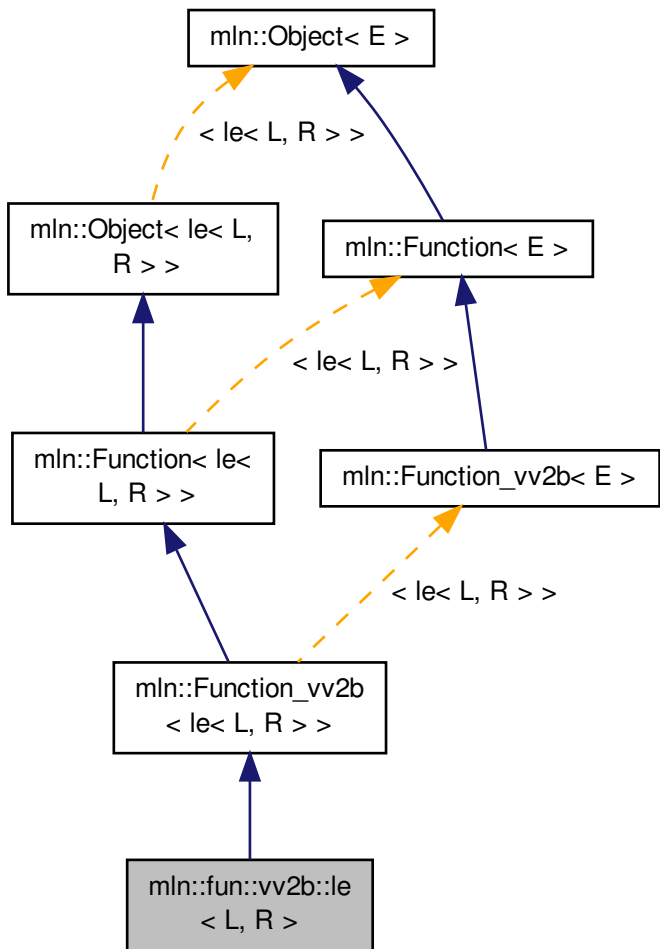 mln::Object< E >
< le< L, R > >
mln::Object< le< L,
R > >
mln::Function< E >
< le< L, R > >
mln::Function< le<
L, R > >
mln::Function_vv2b< E >
< le< L, R > >
mln::Function_vv2b
< le< L, R > >
mln::fun::vv2b::le
< L, R >